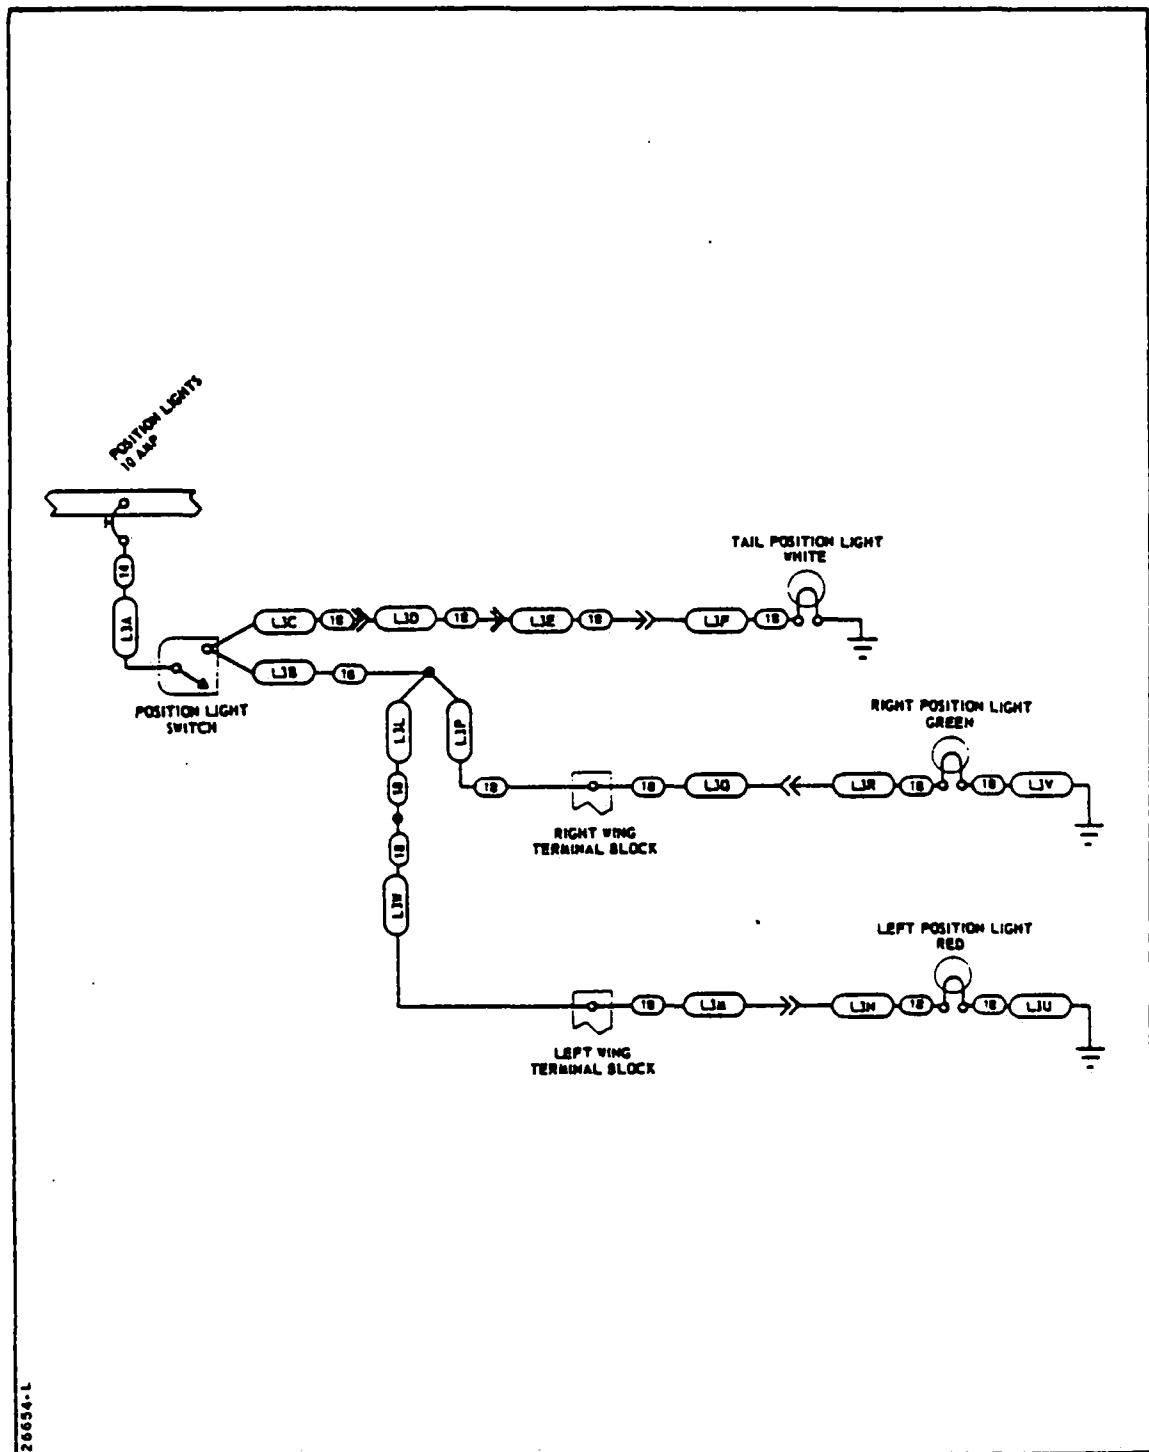 POSITION LIGHTS
10 AMP
14
L3A
POSITION LIGHT
SWITCH
L3C 18 L3D 18 L3E 18 L3F 18
TAIL POSITION LIGHT
WHITE
L3B 18
L3L
18
18
L3W
L3P
18
RIGHT WING
TERMINAL BLOCK
18 L3Q L3R 18
RIGHT POSITION LIGHT
GREEN
18 L3V
LEFT WING
TERMINAL BLOCK
18 L3M L3N 18
LEFT POSITION LIGHT
RED
18 L3U
26654-L